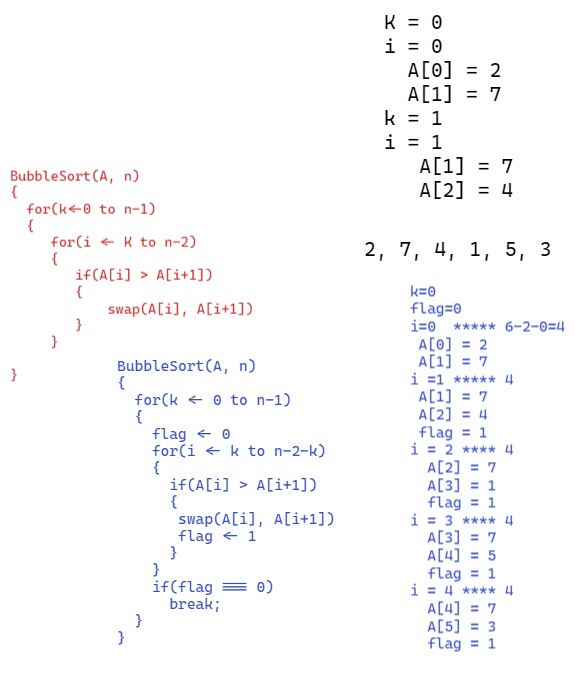 K = 0
i = 0
A[0] = 2
A[1] = 7
k = 1
i = 1
A[1] = 7
A[2] = 4
BubbleSort(A, n)
{
for(k←0 to n-1)
{
for(i ← K to n-2)
{
if(A[i] > A[i+1])
{
swap(A[i], A[i+1])
}
}
}
2, 7, 4, 1, 5, 3
BubbleSort(A, n)
{
for(k ← 0 to n-1)
{
flag ← 0
for(i ← k to n-2-k)
{
if(A[i] > A[i+1])
{
swap(A[i], A[i+1])
flag ← 1
}
}
if(flag === 0)
break;
}
}
k=0
flag=0
i=0 ***** 6-2-0=4
A[0] = 2
A[1] = 7
i =1 ***** 4
A[1] = 7
A[2] = 4
flag = 1
i = 2 **** 4
A[2] = 7
A[3] = 1
flag = 1
i = 3 **** 4
A[3] = 7
A[4] = 5
flag = 1
i = 4 **** 4
A[4] = 7
A[5] = 3
flag = 1